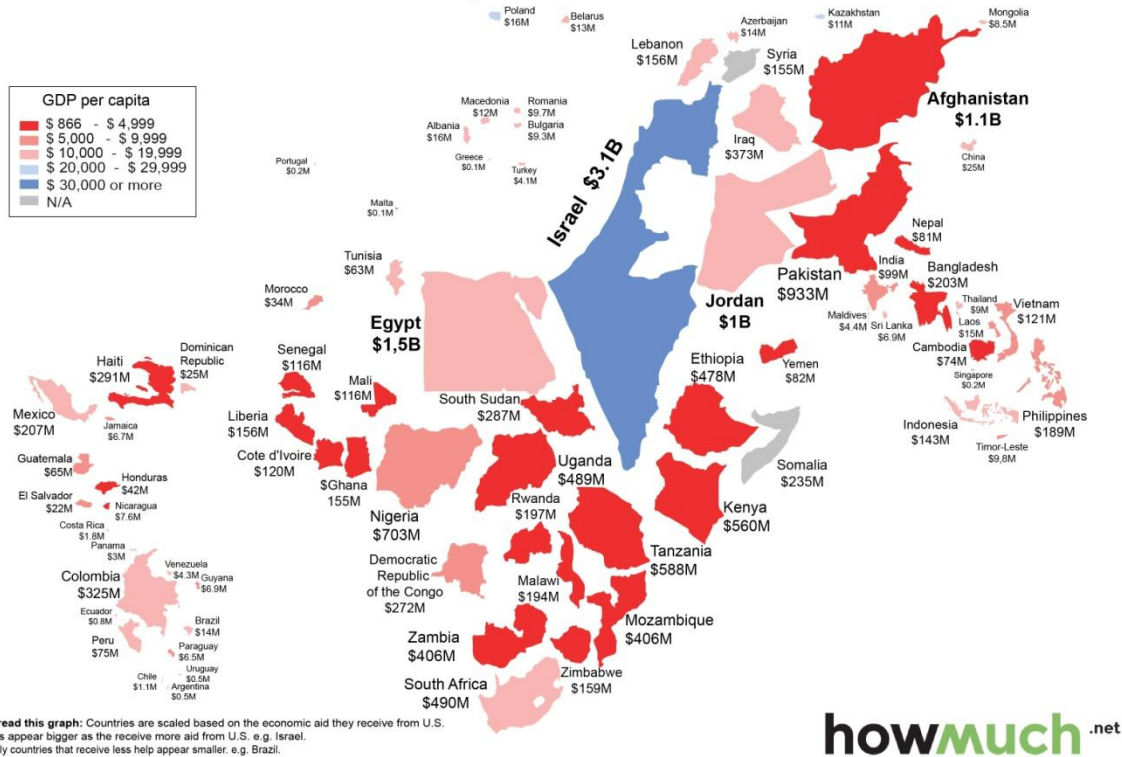 Poland
$16M
Belarus
$13M
Azerbaijan
$14M
Kazakhstan
$11M
Mongolia
$8.5M
Lebanon
$156M
Syria
$155M
GDP per capita
$ 866 - $ 4,999
$ 5,000 - $ 9,999
$ 10,000 - $ 19,999
$ 20,000 - $ 29,999
$ 30,000 or more
N/A
Macedonia
$12M
Romania
$9.7M
Albania
$16M
Bulgaria
$9.3M
Portugal
$0.2M
Greece
$0.1M
Turkey
$4.1M
Malta
$0.1M
Israel $3.1B
Iraq
$373M
Afghanistan
$1.1B
China
$25M
Tunisia
$63M
Morocco
$34M
Egypt
$1,5B
Jordan
$1B
Pakistan
$933M
Nepal
$81M
India
$99M
Bangladesh
$203M
Maldives
$4.4M
Sri Lanka
$6.9M
Thailand
$9M
Laos
$15M
Vietnam
$121M
Cambodia
$74M
Singapore
$0.2M
Indonesia
$143M
Philippines
$189M
Timor-Leste
$9,8M
Haiti
$291M
Dominican
Republic
$25M
Mexico
$207M
Jamaica
$6.7M
Guatemala
$65M
Honduras
$42M
El Salvador
$22M
Nicaragua
$7.6M
Costa Rica
$1.8M
Panama
$3M
Colombia
$325M
Venezuela
$4.3M
Guyana
$6.9M
Ecuador
$0.8M
Peru
$75M
Brazil
$14M
Paraguay
$6.5M
Uruguay
$0.5M
Chile
$1.1M
Argentina
$0.5M
Senegal
$116M
Mali
$116M
Liberia
$156M
Cote d'Ivoire
$120M
$Ghana
155M
Nigeria
$703M
South Sudan
$287M
Ethiopia
$478M
Yemen
$82M
Somalia
$235M
Uganda
$489M
Rwanda
$197M
Kenya
$560M
Tanzania
$588M
Democratic
Republic
of the Congo
$272M
Malawi
$194M
Mozambique
$406M
Zambia
$406M
Zimbabwe
$159M
South Africa
$490M
read this graph: Countries are scaled based on the economic aid they receive from U.S.
s appear bigger as the receive more aid from U.S. e.g. Israel.
ly countries that receive less help appear smaller. e.g. Brazil.
howmuch.net